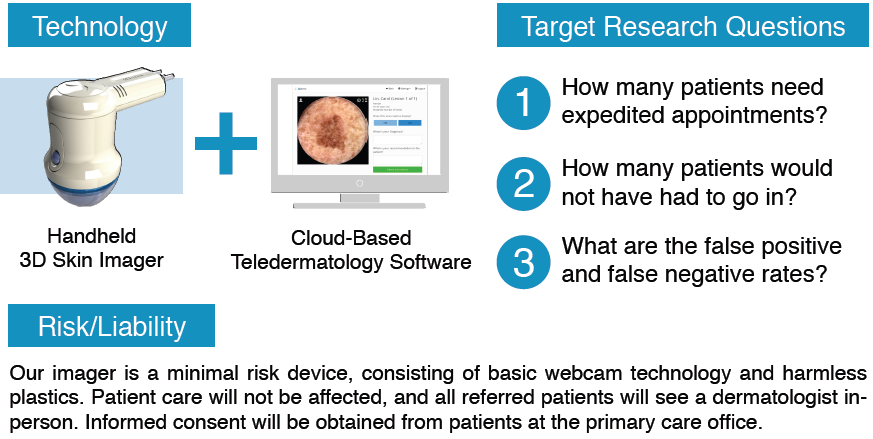 Technology
Handheld
3D Skin Imager
Cloud-Based
Teledermatology Software
Target Research Questions
1
How many patients need
expedited appointments?
2
How many patients would
not have had to go in?
3
What are the false positive
and false negative rates?
Risk/Liability
Our imager is a minimal risk device, consisting of basic webcam technology and harmless
plastics. Patient care will not be affected, and all referred patients will see a dermatologist in-
person. Informed consent will be obtained from patients at the primary care office.